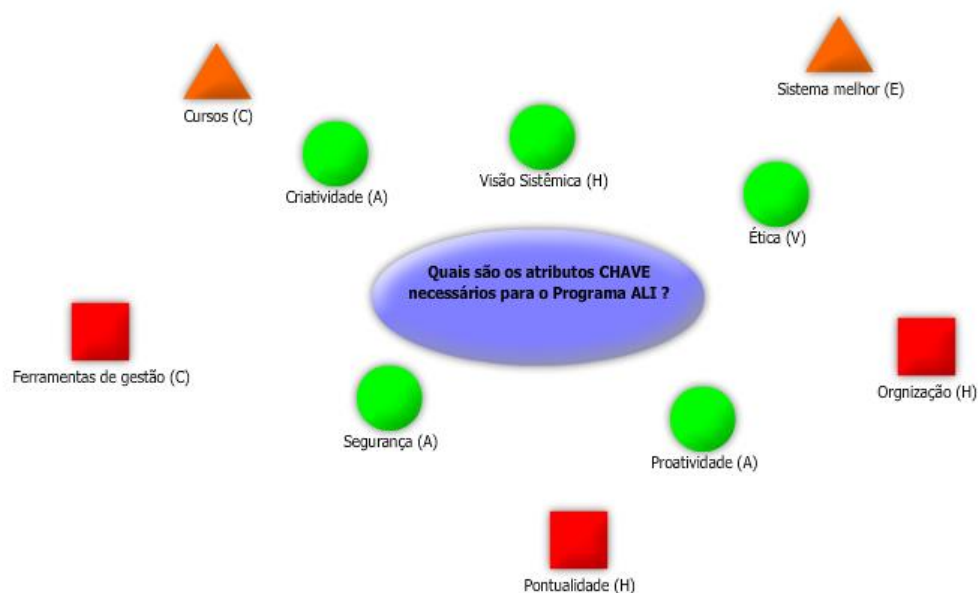 Sistema melhor (E)
Cursos (C)
Visão Sistêmica (H)
Criatividade (A)
Ética (V)
Quais são os atributos CHAVE
necessários para o Programa ALI ?
Ferramentas de gestão (C)
Orgnização (H)
Segurança (A)
Proatividade (A)
Pontualidade (H)